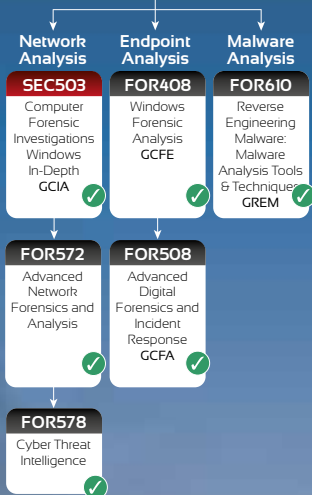 Network
Analysis
SEC503
Computer
Forensic
Investigations
Windows
In-Depth
GCIA
FOR572
Advanced
Network
Forensics and
Analysis
FOR578
Cyber Threat
Intelligence
Endpoint
Analysis
FOR408
Windows
Forensic
Analysis
GCFE
FOR508
Advanced
Digital
Forensics and
Incident
Response
GCFA
Malware
Analysis
FOR610
Reverse
Engineering
Malware:
Malware
Analysis Tools
& Techniques
GREM